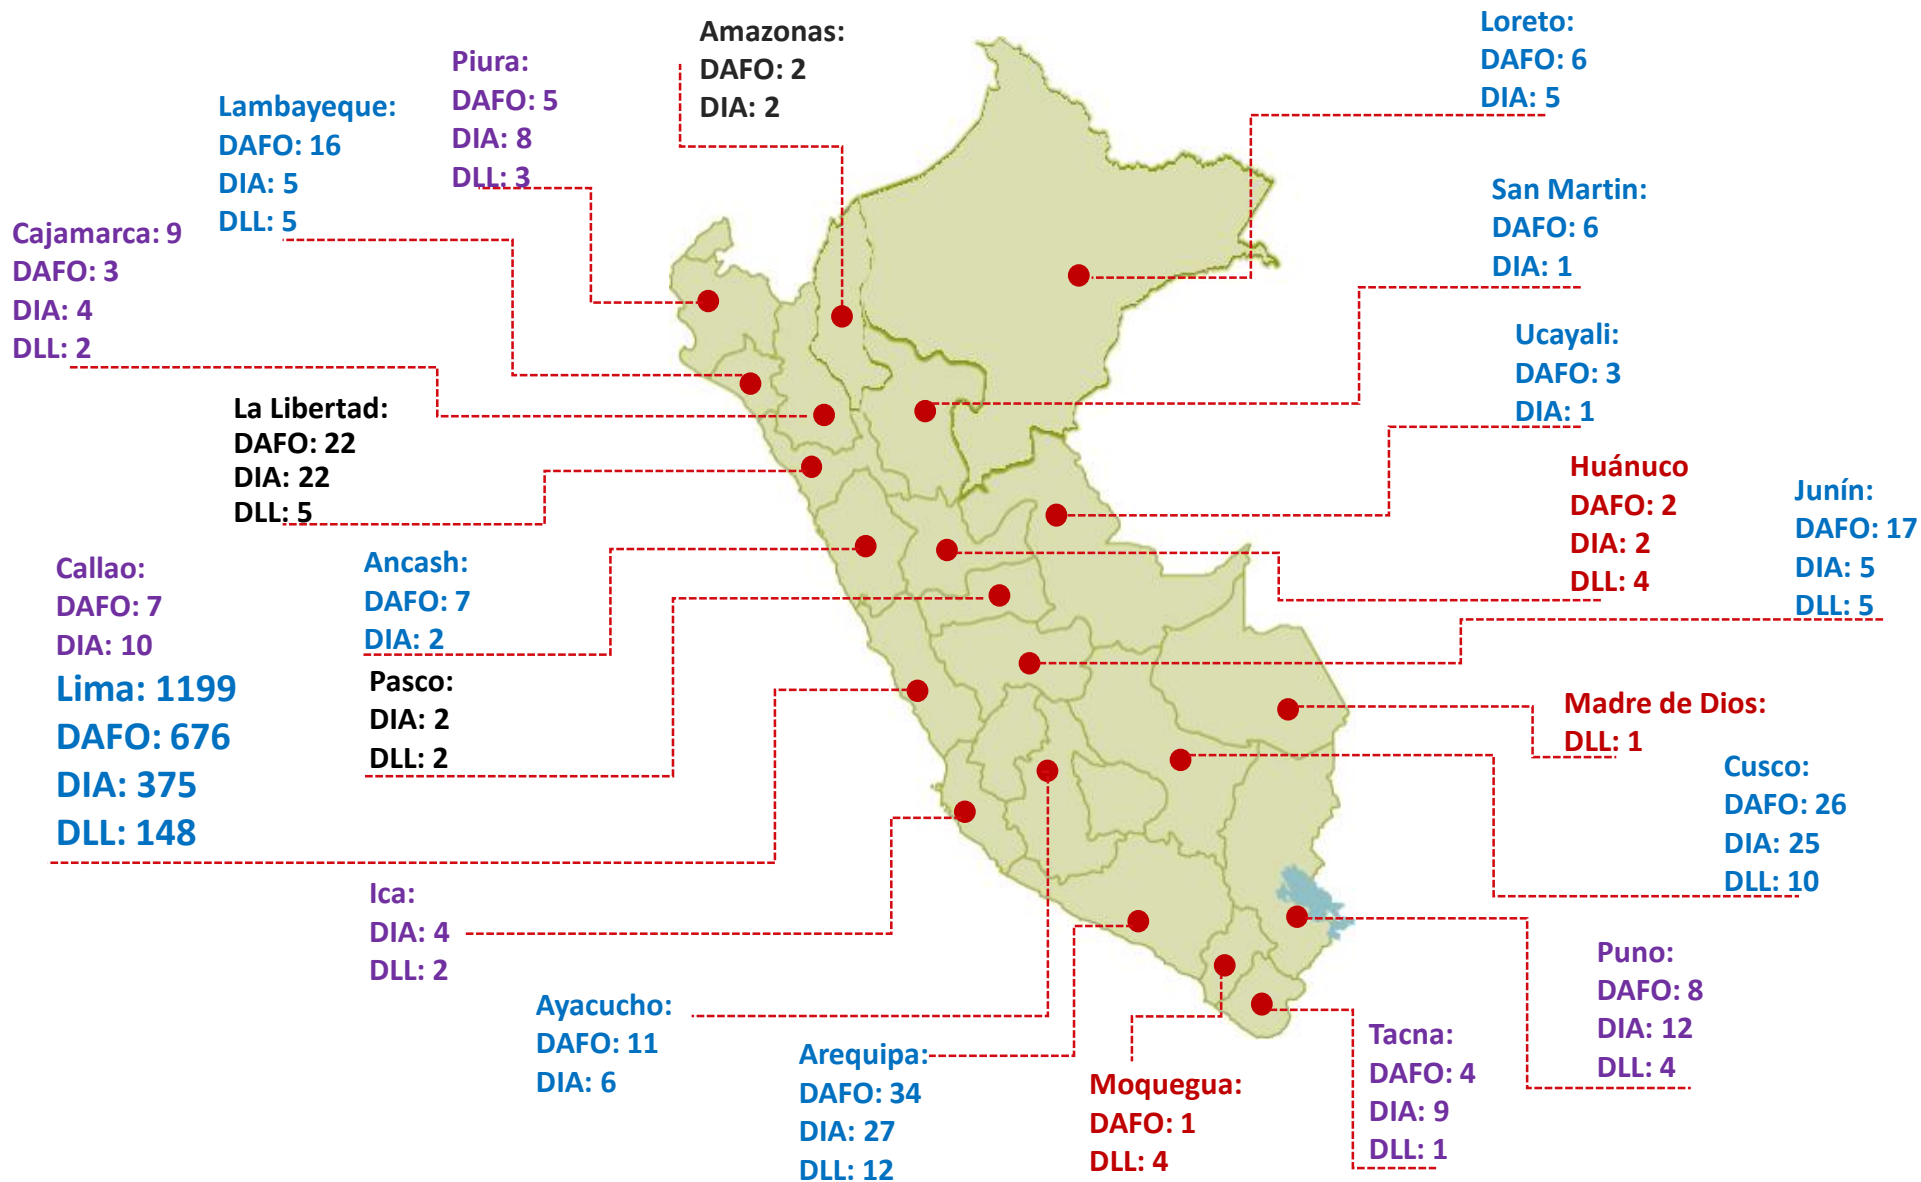 Amazonas:
DAFO: 2
DIA: 2
Loreto:
DAFO: 6
DIA: 5
Piura:
DAFO: 5
DIA: 8
DLL: 3
Lambayeque:
DAFO: 16
DIA: 5
DLL: 5
San Martin:
DAFO: 6
DIA: 1
Cajamarca: 9
DAFO: 3
DIA: 4
DLL: 2
Ucayali:
DAFO: 3
DIA: 1
La Libertad:
DAFO: 22
DIA: 22
DLL: 5
Huánuco
DAFO: 2
DIA: 2
DLL: 4
Junín:
DAFO: 17
DIA: 5
DLL: 5
Callao:
DAFO: 7
DIA: 10
Lima: 1199
DAFO: 676
DIA: 375
DLL: 148
Ancash:
DAFO: 7
DIA: 2
Pasco:
DIA: 2
DLL: 2
Madre de Dios:
DLL: 1
Cusco:
DAFO: 26
DIA: 25
DLL: 10
Ica:
DIA: 4
DLL: 2
Puno:
DAFO: 8
DIA: 12
DLL: 4
Ayacucho:
DAFO: 11
DIA: 6
Arequipa:
DAFO: 34
DIA: 27
DLL: 12
Moquegua:
DAFO: 1
DLL: 4
Tacna:
DAFO: 4
DIA: 9
DLL: 1